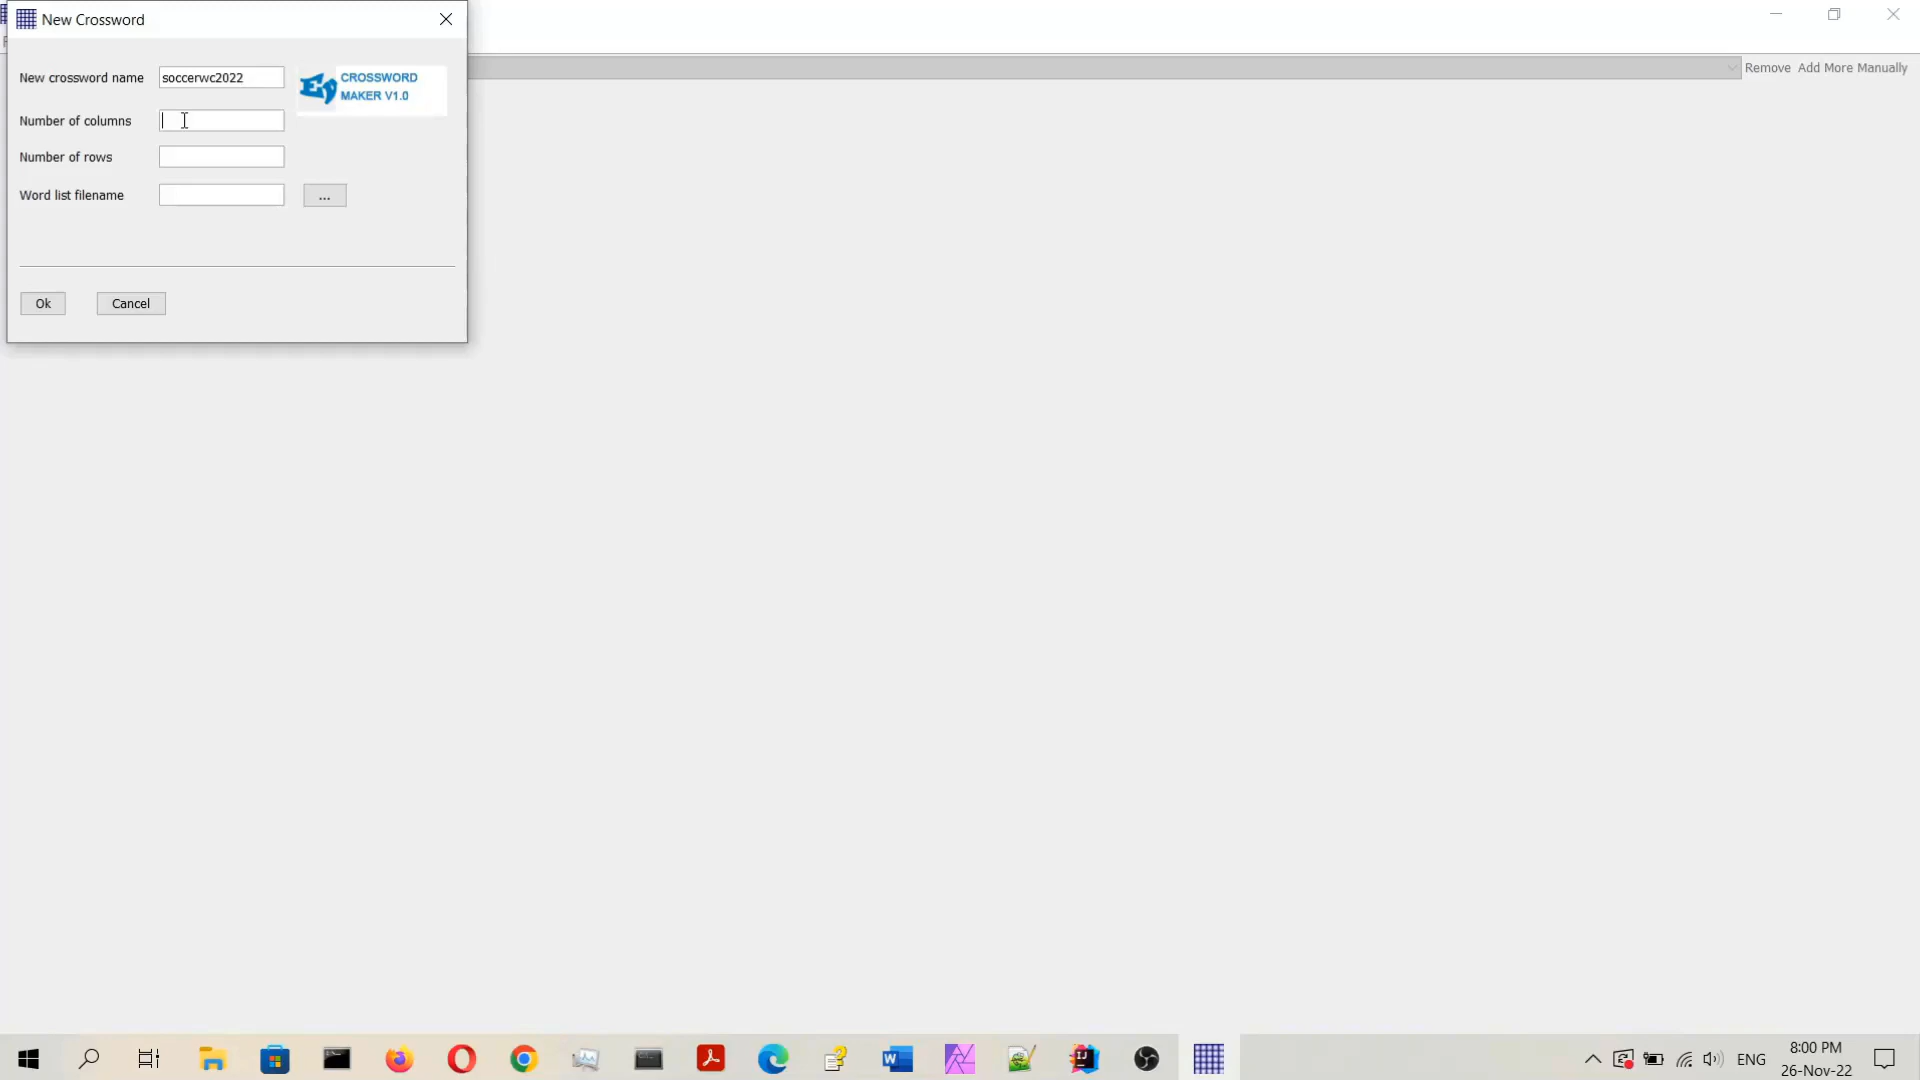 New Crossword
New crossword name soccerwc2022
CROSSWORD
MAKER V1.0
Number of columns
Number of rows
Word list filename ...
Ok Cancel
Remove Add More Manually
ENG
8:00 PM
26-Nov-22